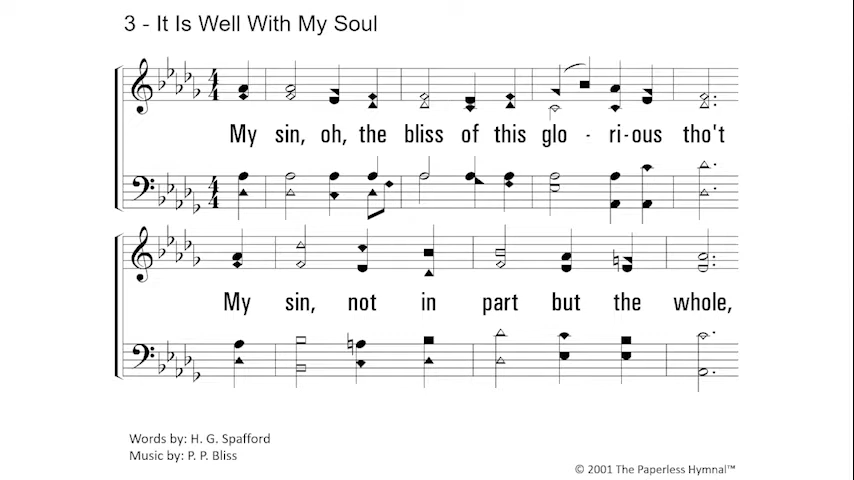 3 - It Is Well With My Soul
My sin, oh, the bliss of this glo - ri-ous tho't
My sin, not in part but the whole,
Words by: H. G. Spafford
Music by: P. P. Bliss
© 2001 The Paperless Hymnal™